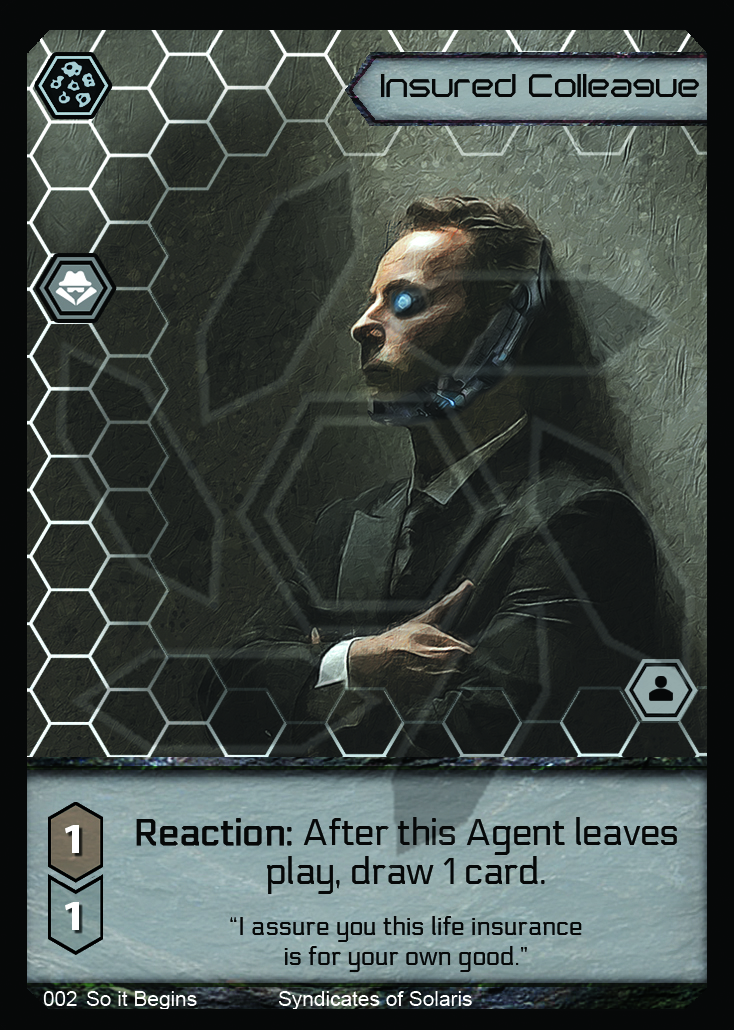 Insured Colleague
1
1
Reaction: After this Agent leaves
play, draw 1 card.
“I assure you this life insurance
is for your own good.”
002 So it Begins
Syndicates of Solaris